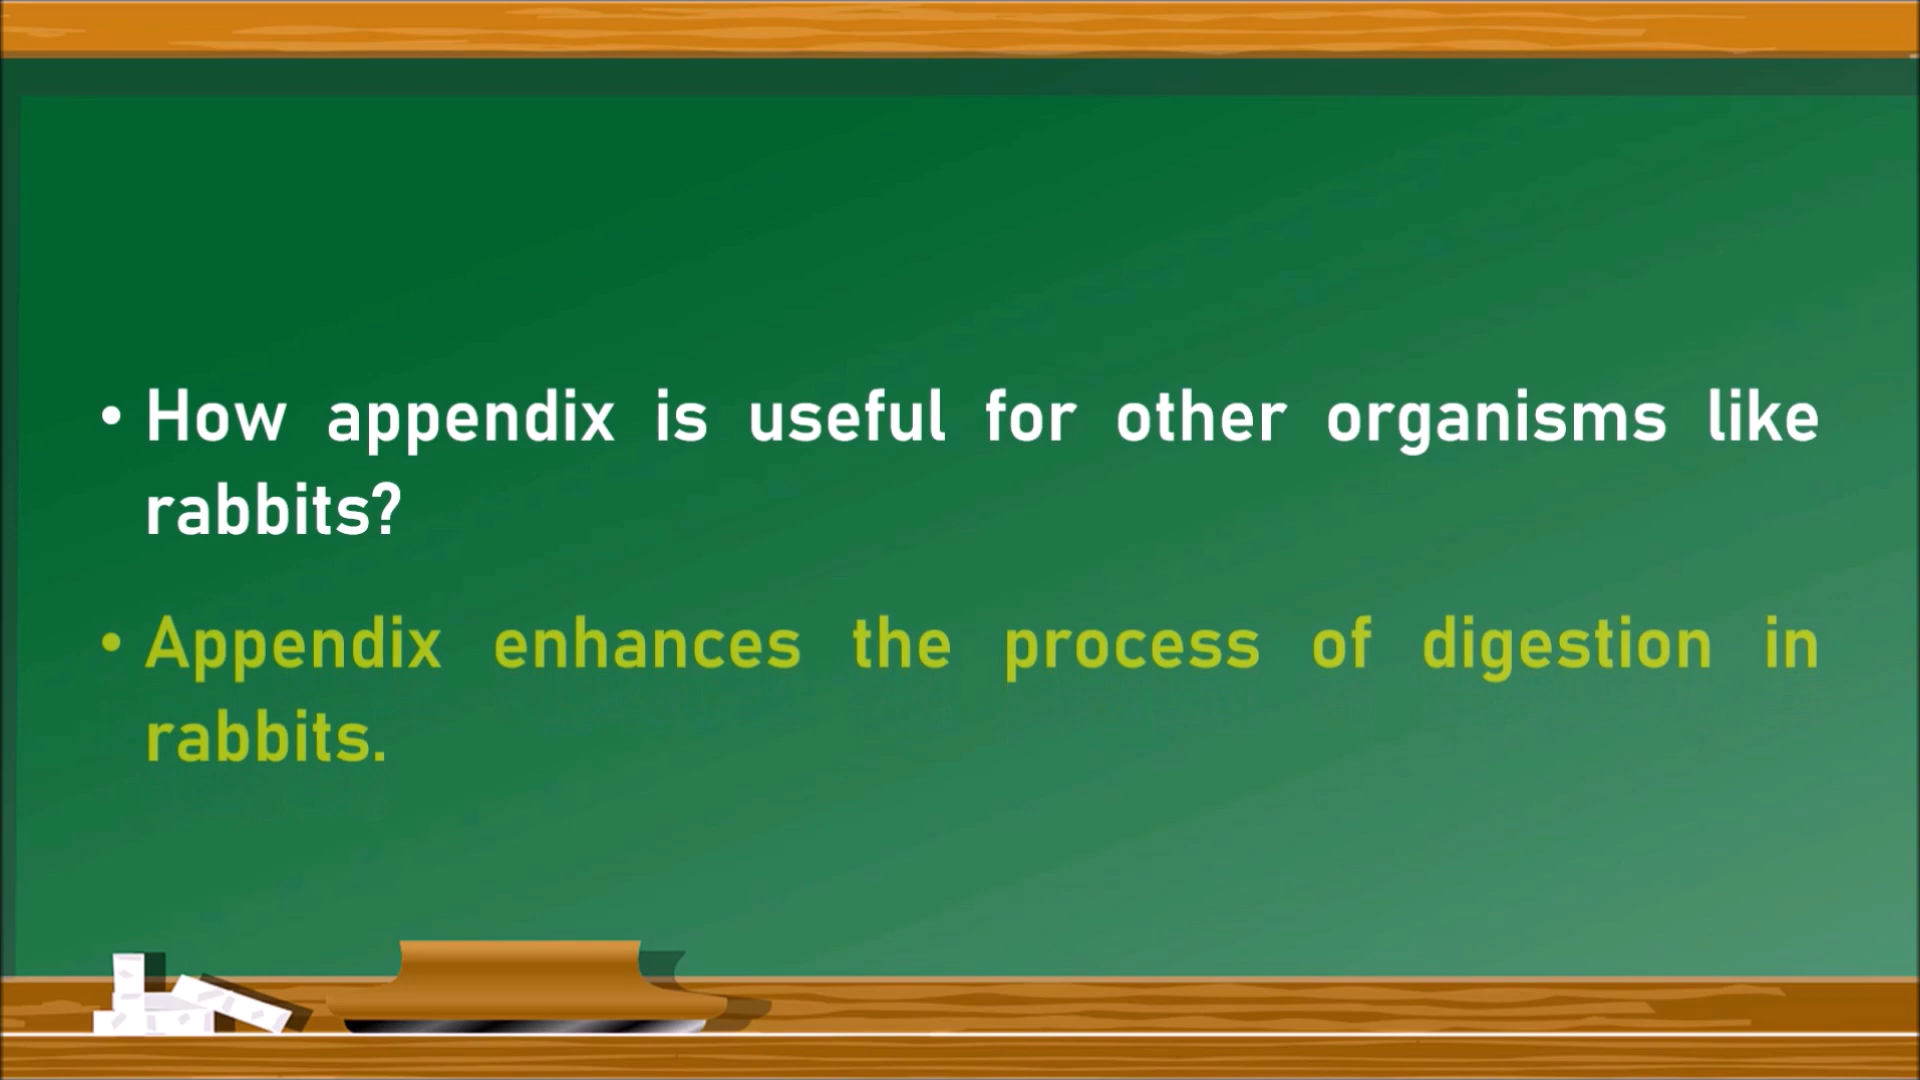 • How appendix is useful for other organisms like
rabbits?
• Appendix enhances the process of digestion in
rabbits.